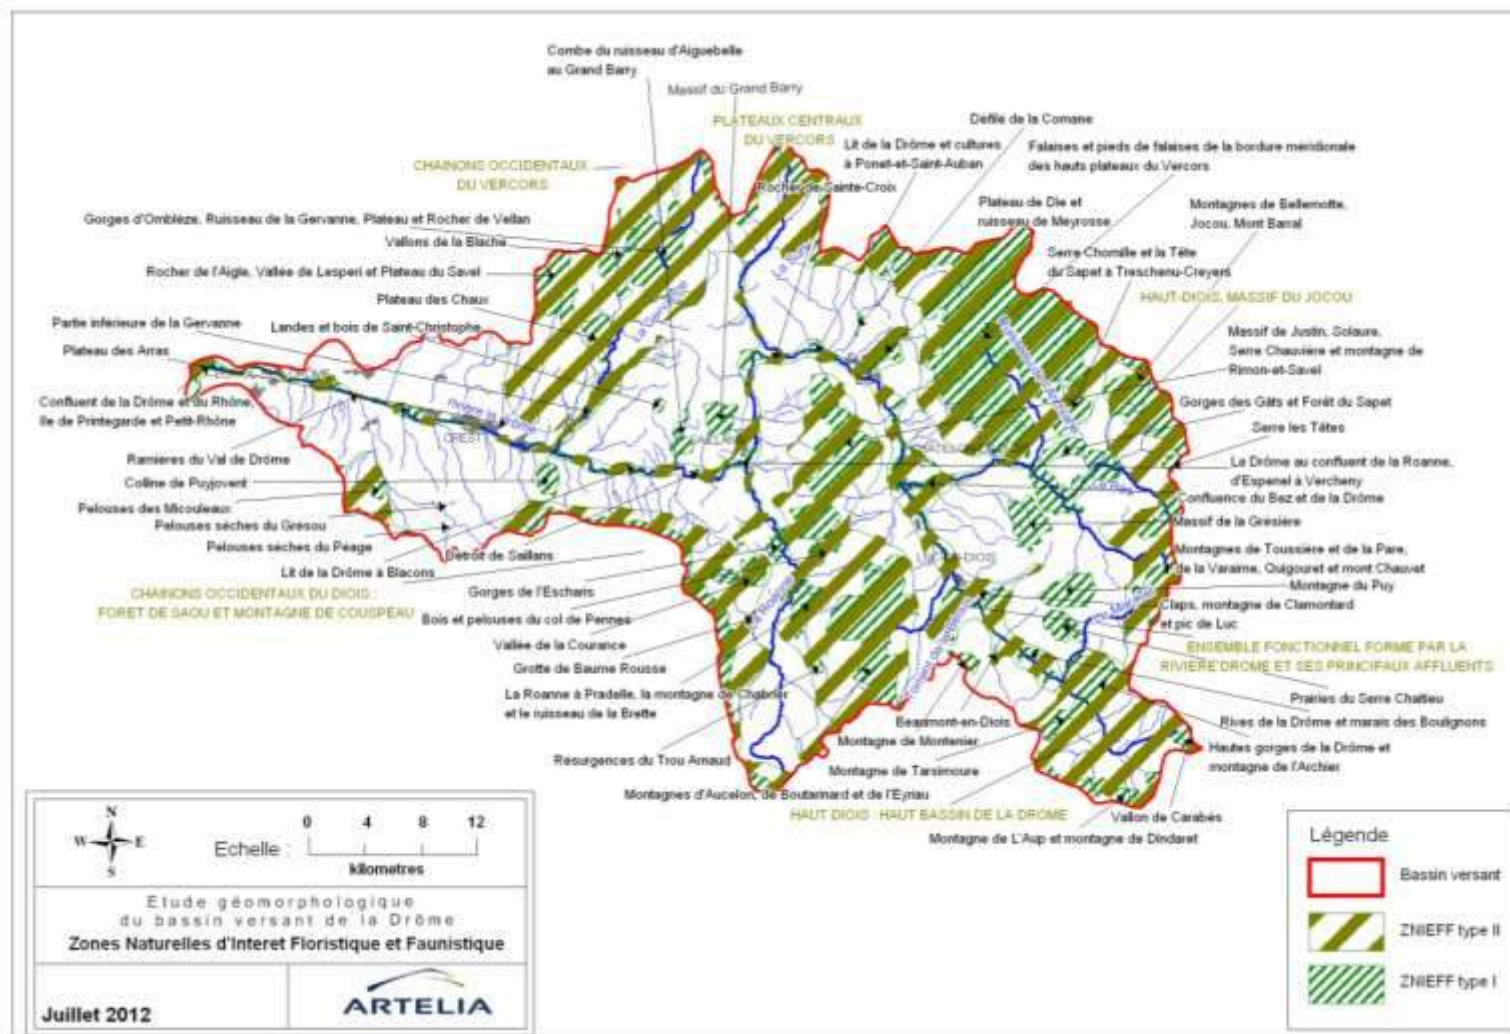 Combe du ruisseau d'Aiguebelle
au Grand Barry
Massif du Grand Barry
PLATEAUX CENTRAUX
DU VERCORS
Défilé de la Comane
Lit de la Drôme et cultures
à Ponet-et-Saint-Auban
Falaises et pieds de falaises de la bordure méridionale
des hauts plateaux du Vercors
CHAINONS OCCIDENTAUX
DU VERCORS
Rocher de Sainte-Croix
Plateau de Die et
ruisseau de Meyrosse
Montagnes de Bellemotte,
Jocou, Mont Barral
Gorges d'Omblèze, Ruisseau de la Gervanne, Plateau et Rocher de Vellan
Vallons de la Blache
Serre Chomille et la Tête
du Sapet à Treschenu-Creyers
Rocher de l'Aigle, Vallée de Lesperi et Plateau du Savel
HAUT-DIOIS, MASSIF DU JOCOU
Plateau des Chaux
Partie inférieure de la Gervanne
Landes et bois de Saint-Christophe
Massif de Justin, Solaure,
Serre Chauvière et montagne de
Rimon-et-Savel
Plateau des Arras
Confluent de la Drôme et du Rhône,
Ile de Printegarde et Petit-Rhône
Rivière la Drôme
CREST
Gorges des Gâts et Forêt du Sapet
Serre les Têtes
Ramieres du Val de Drôme
La Drôme au confluent de la Roanne,
d'Espenel à Vercheny
Colline de Puyjovent
Confluence du Bez et de la Drôme
Pelouses des Micouleaux
Massif de la Grésière
Pelouses sèches du Grésou
Pelouses sèches du Péage
Détroit de Saillans
LUC-EN-DIOIS
Montagnes de Toussière et de la Pare,
de la Varaime, Quigouret et mont Chauvet
Lit de la Drôme à Blacons
Montagne du Puy
CHAINONS OCCIDENTAUX DU DIOIS :
FORET DE SAOU ET MONTAGNE DE COUSPEAU
Gorges de l'Escharis
Claps, montagne de Clamontard
et pic de Luc
Bois et pelouses du col de Pennes
La Roanne
Vallée de la Courance
ENSEMBLE FONCTIONNEL FORME PAR LA
RIVIERE DROME ET SES PRINCIPAUX AFFLUENTS
Grotte de Baume Rousse
La Roanne à Pradelle, la montagne de Chabrier
et le ruisseau de la Brette
Prairies du Serre Chaitieu
Beaumont-en-Diois
Rives de la Drôme et marais des Boulignons
Montagne de Montenier
Résurgences du Trou Arnaud
Hautes gorges de la Drôme et
montagne de l'Archier
Montagne de Tarsimoure
Montagnes d'Aucelon, de Boutarinard et de l'Eyriau
HAUT DIOIS : HAUT BASSIN DE LA DROME
Vallon de Carabès
Montagne de L'Aup et montagne de Dindaret
N
W E
S
Echelle :
0 4 8 12
kilometres
Etude géomorphologique
du bassin versant de la Drôme
Zones Naturelles d'Interet Floristique et Faunistique
Juillet 2012
ARTELIA
Légende
Bassin versant
ZNIEFF type II
ZNIEFF type I